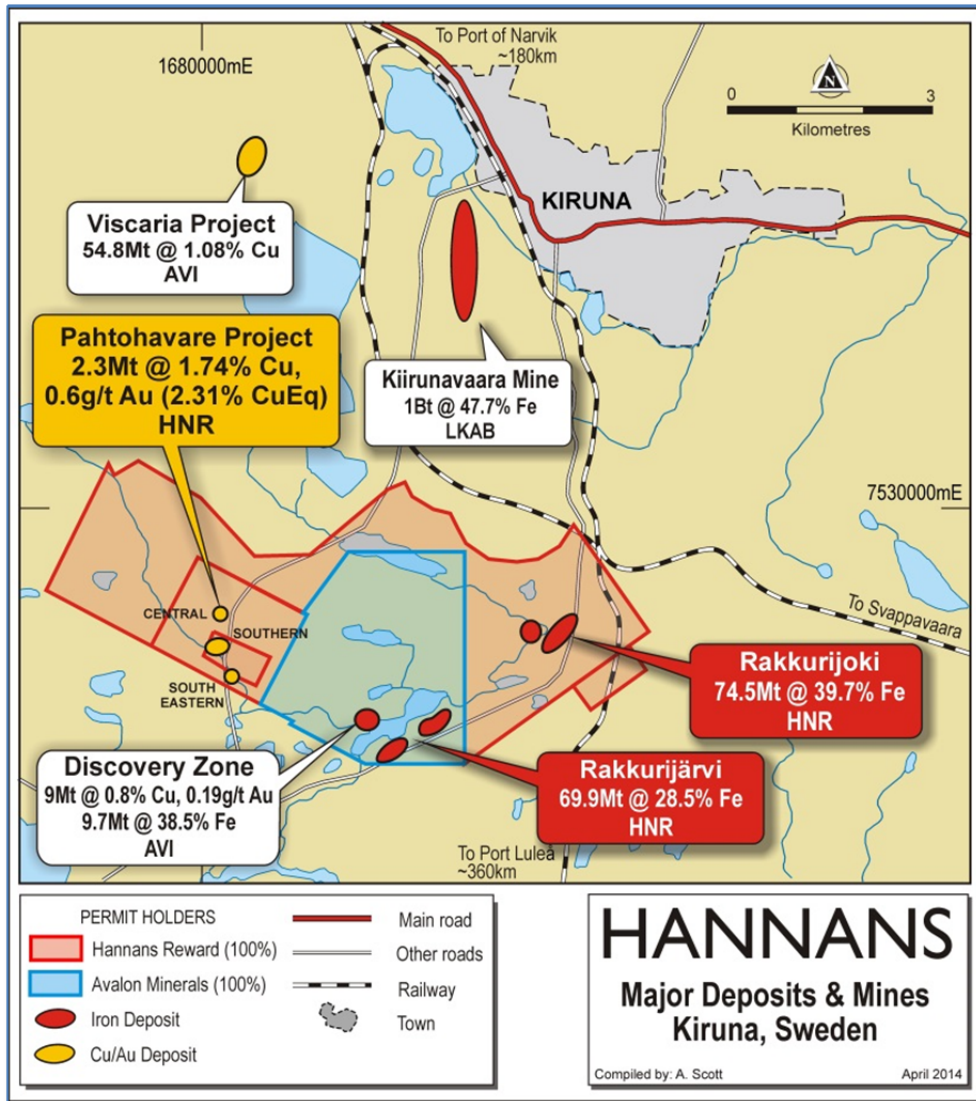 To Port of Narvik
~180km
1680000mE
N
0
3
Kilometres
KIRUNA
Viscaria Project
54.8Mt @ 1.08% Cu
AVI
Pahtohavare Project
2.3Mt @ 1.74% Cu,
0.6g/t Au (2.31% CuEq)
HNR
Kiirunavaara Mine
1Bt @ 47.7% Fe
LKAB
7530000mE
CENTRAL
SOUTHERN
SOUTH
EASTERN
To Svappavaara
Rakkurijoki
74.5Mt @ 39.7% Fe
HNR
Discovery Zone
9Mt @ 0.8% Cu, 0.19g/t Au
9.7Mt @ 38.5% Fe
AVI
Rakkurijärvi
69.9Mt @ 28.5% Fe
HNR
To Port Luleå
~360km
PERMIT HOLDERS
Hannans Reward (100%)
Avalon Minerals (100%)
Iron Deposit
Cu/Au Deposit
Main road
Other roads
Railway
Town
HANNANS
Major Deposits & Mines
Kiruna, Sweden
Compiled by: A. Scott
April 2014